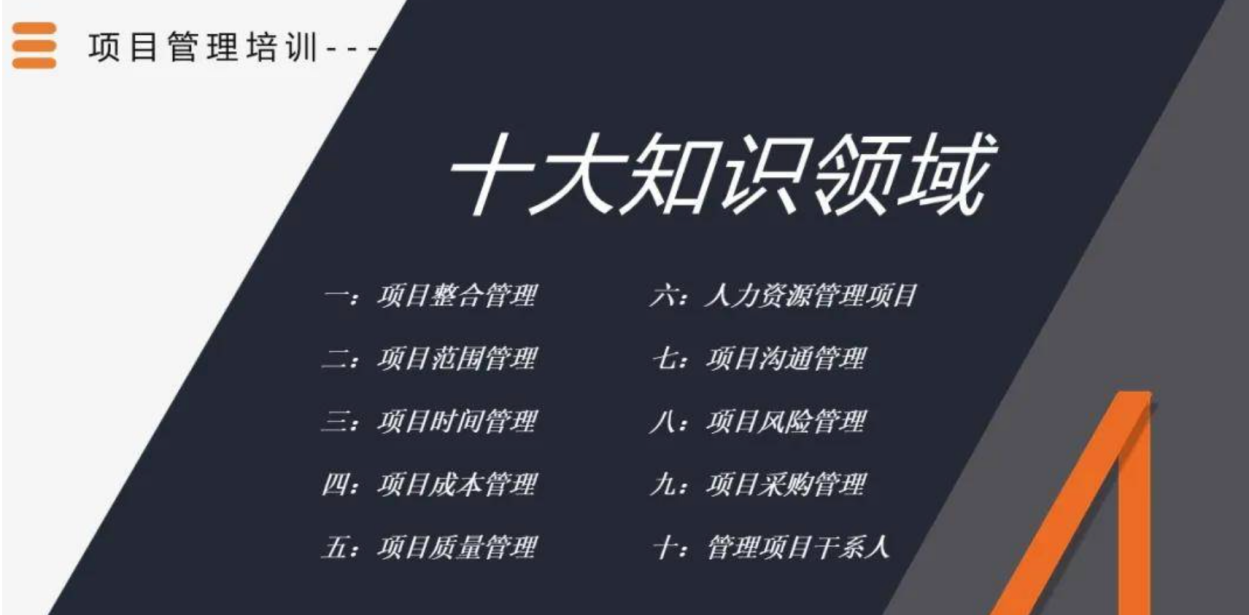 项目管理培训---
十大知识领域
一：项目整合管理
二：项目范围管理
三：项目时间管理
四：项目成本管理
五：项目质量管理
六：人力资源管理项目
七：项目沟通管理
八：项目风险管理
九：项目采购管理
十：管理项目干系人